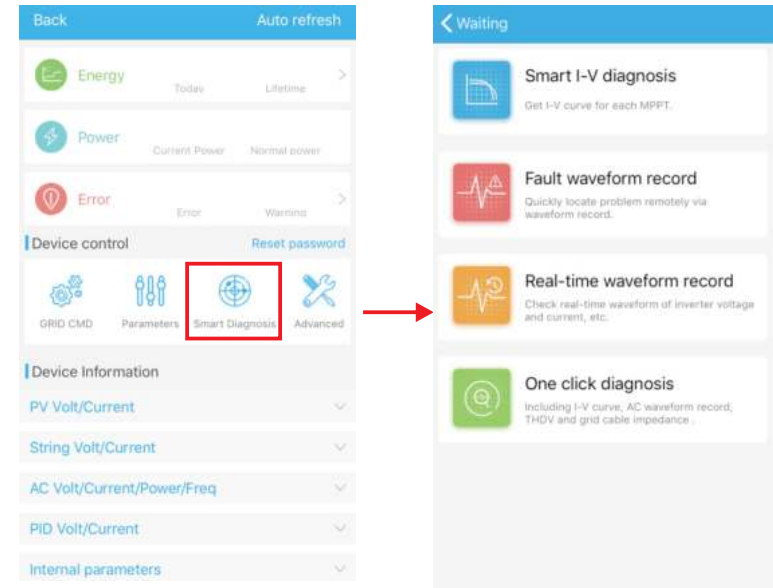 Back Auto refresh
Energy
Today Lifetime
Power
Current Power Normal power
Error
Error Warning
Device control Reset password
GRID CMD Parameters Smart Diagnosis Advanced
Device Information
PV Volt/Current
String Volt/Current
AC Volt/Current/Power/Freq
PID Volt/Current
Internal parameters
Waiting
Smart I-V diagnosis
Get I-V curve for each MPPT.
Fault waveform record
Quickly locate problem remotely via
waveform record.
Real-time waveform record
Check real-time waveform of inverter voltage
and current, etc.
One click diagnosis
Including I-V curve, AC waveform record,
THDV and grid cable impedance .